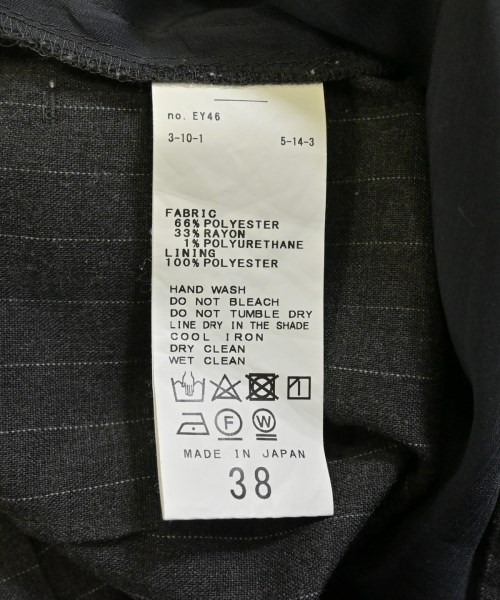 no. EY46
3-10-1 5-14-3
FABRIC
66% POLYESTER
33% RAYON
1% POLYURETHANE
LINING
100% POLYESTER
HAND WASH
DO NOT BLEACH
DO NOT TUMBLE DRY
LINE DRY IN THE SHADE
COOL IRON
DRY CLEAN
WET CLEAN
F W
MADE IN JAPAN
38